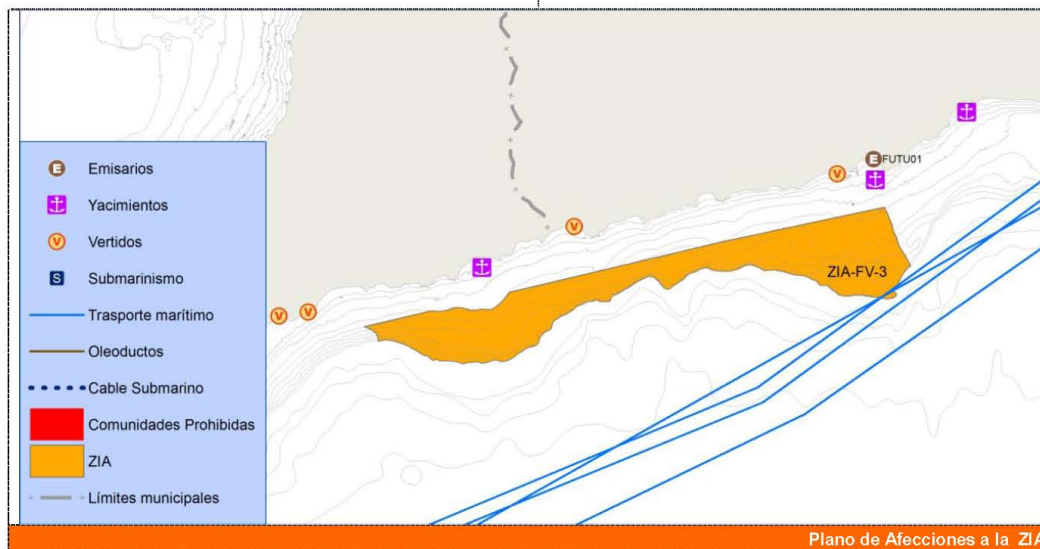 FUTU01
ZIA-FV-3
E Emisarios
Yacimientos
V Vertidos
S Submarinismo
Trasporte marítimo
Oleoductos
Cable Submarino
Comunidades Prohibidas
ZIA
Límites municipales
E
V
V
V
V
Plano de Afecciones a la ZIA